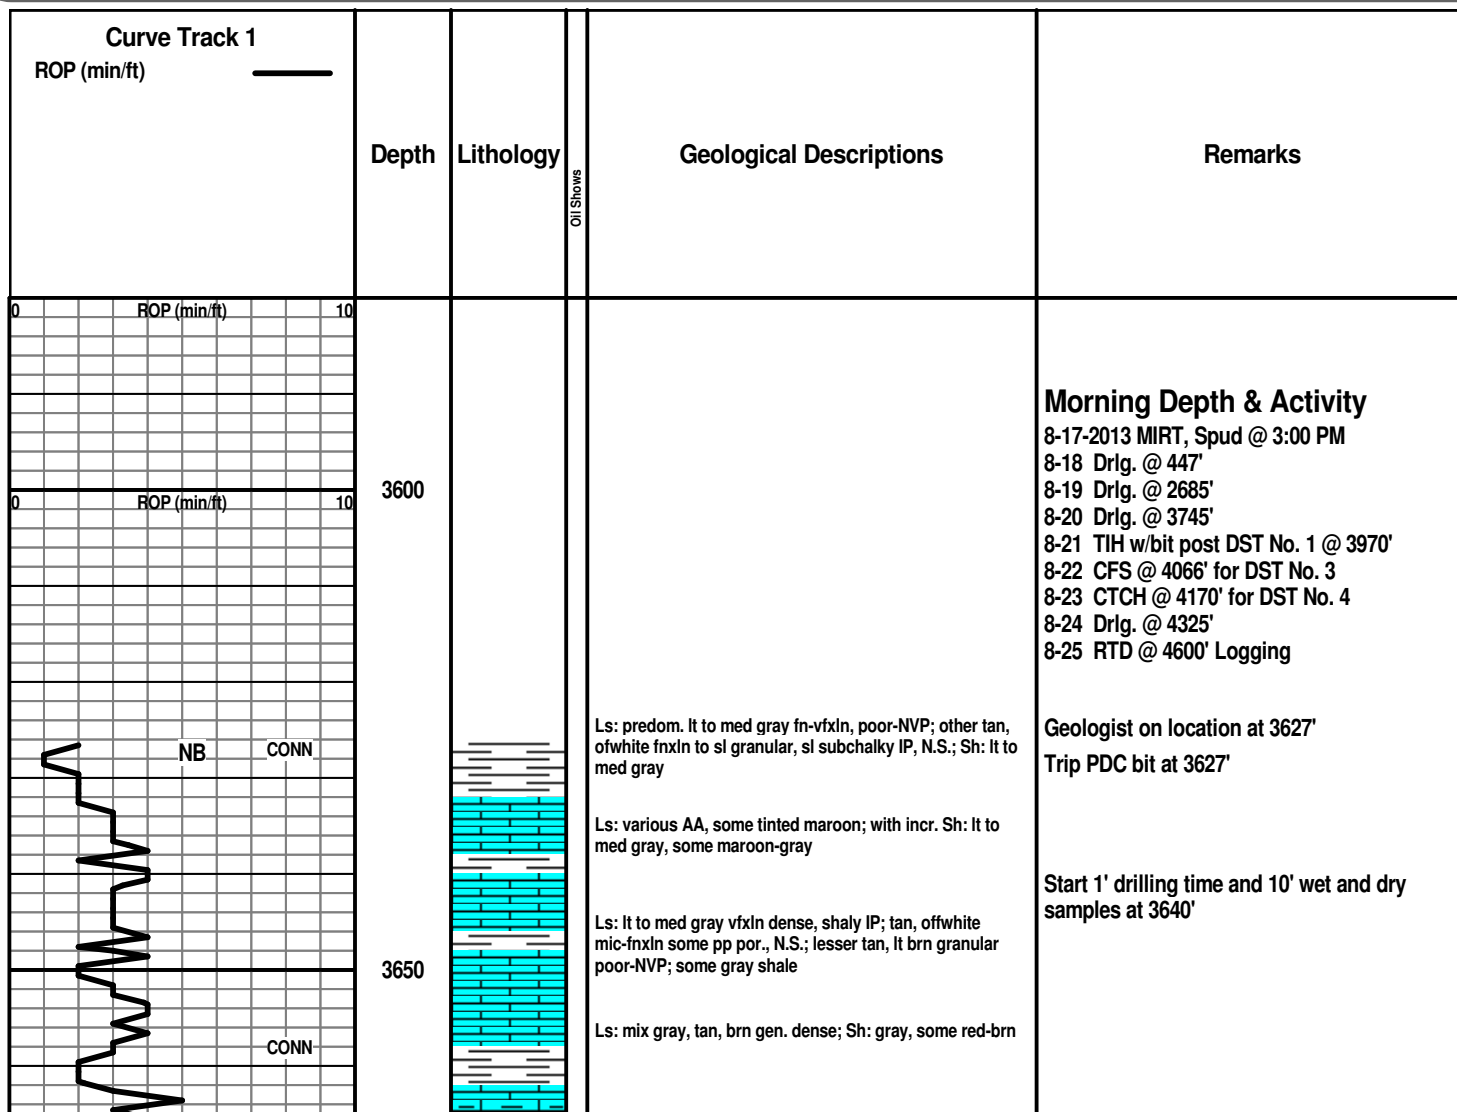 Curve Track 1
ROP (min/ft)
Depth
Lithology
Oil Shows
Geological Descriptions
Remarks
0 ROP (min/ft) 10
Morning Depth & Activity
8-17-2013 MIRT, Spud @ 3:00 PM
8-18 Drlg. @ 447'
8-19 Drlg. @ 2685'
8-20 Drlg. @ 3745'
8-21 TIH w/bit post DST No. 1 @ 3970'
8-22 CFS @ 4066' for DST No. 3
8-23 CTCH @ 4170' for DST No. 4
8-24 Drlg. @ 4325'
8-25 RTD @ 4600' Logging
3600
0 ROP (min/ft) 10
NB CONN
Ls: predom. lt to med gray fn-vfxln, poor-NVP; other tan,
ofwhite fnxln to sl granular, sl subchalky IP, N.S.; Sh: lt to
med gray
Geologist on location at 3627'
Trip PDC bit at 3627'
Ls: various AA, some tinted maroon; with incr. Sh: lt to
med gray, some maroon-gray
Start 1' drilling time and 10' wet and dry
samples at 3640'
Ls: lt to med gray vfxln dense, shaly IP; tan, offwhite
mic-fnxln some pp por., N.S.; lesser tan, lt brn granular
poor-NVP; some gray shale
3650
Ls: mix gray, tan, brn gen. dense; Sh: gray, some red-brn
CONN